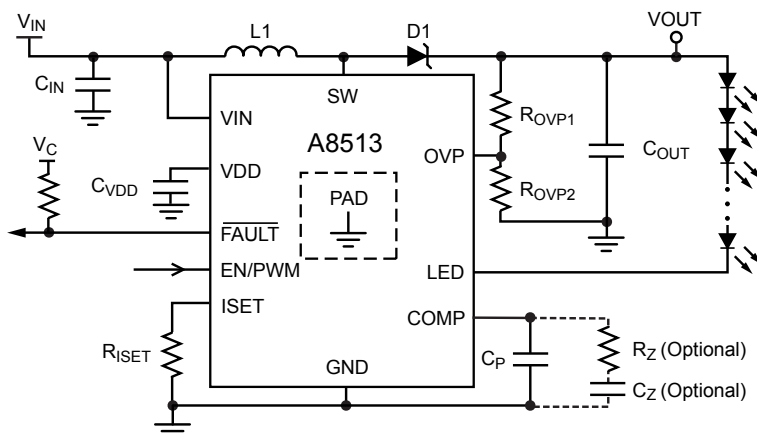 VIN
L1
D1
VOUT
CIN
SW
VIN
A8513
OVP
ROVP1
COUT
VC
VDD
CVDD
PAD
ROVP2
FAULT
EN/PWM
LED
ISET
COMP
RISET
CP
RZ (Optional)
GND
CZ (Optional)